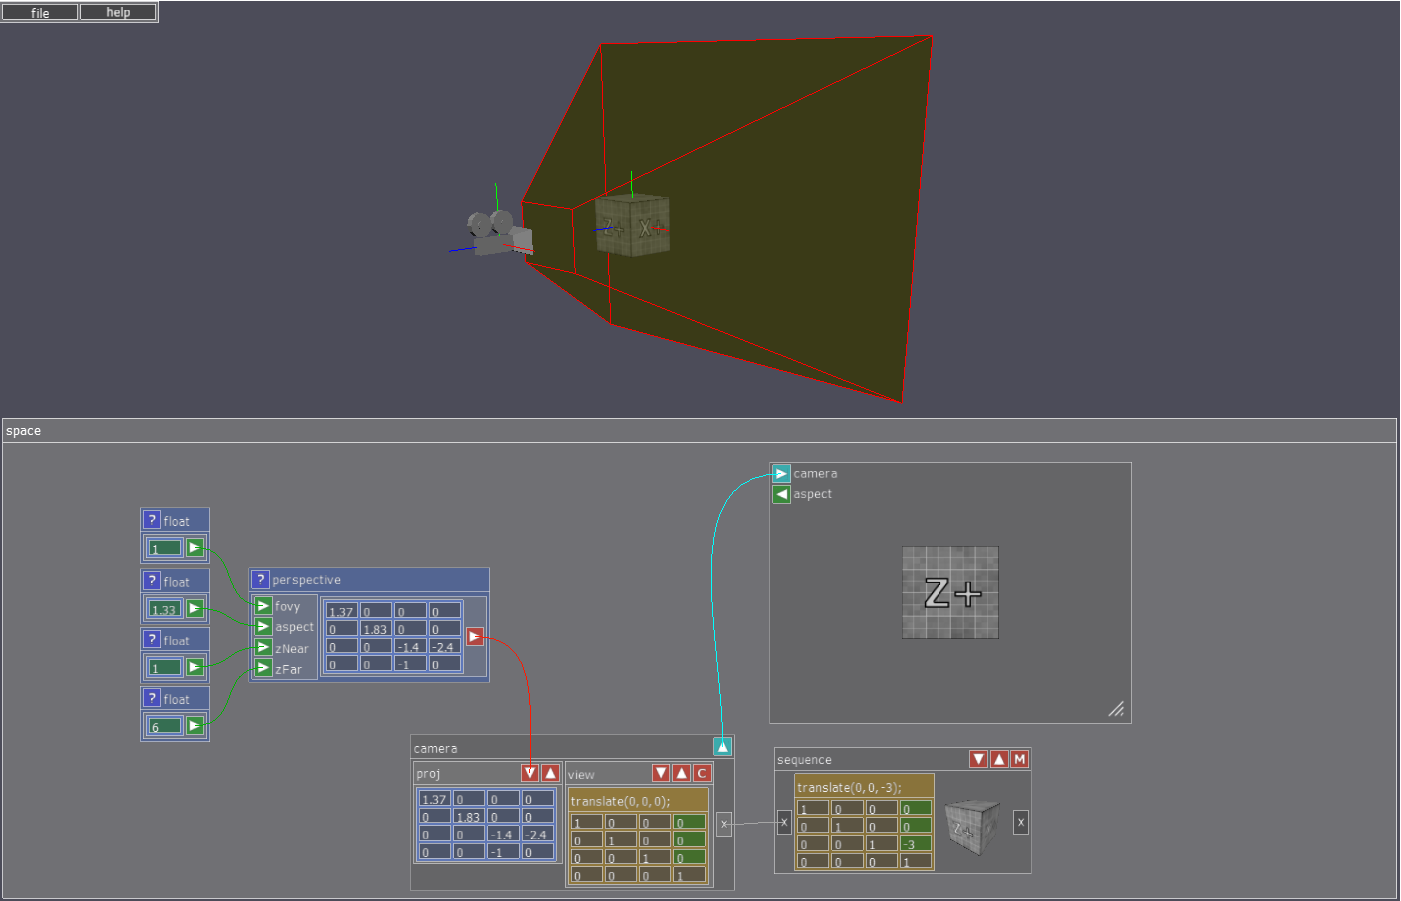 file help
Z+ X+
space
camera
aspect
Z+
? float
1
? float
1.33
? float
1
? float
6
? perspective
fovy
aspect
zNear
zFar
1.37 0 0 0
0 1.83 0 0
0 0 -1.4 -2.4
0 0 -1 0
camera
proj
1.37 0 0 0
0 1.83 0 0
0 0 -1.4 -2.4
0 0 -1 0
view C
translate(0,0,0);
1 0 0 0
0 1 0 0
0 0 1 0
0 0 0 1
x
sequence M
translate(0,0,-3);
x
1 0 0 0
0 1 0 0
0 0 1 -3
0 0 0 1
Z+
x